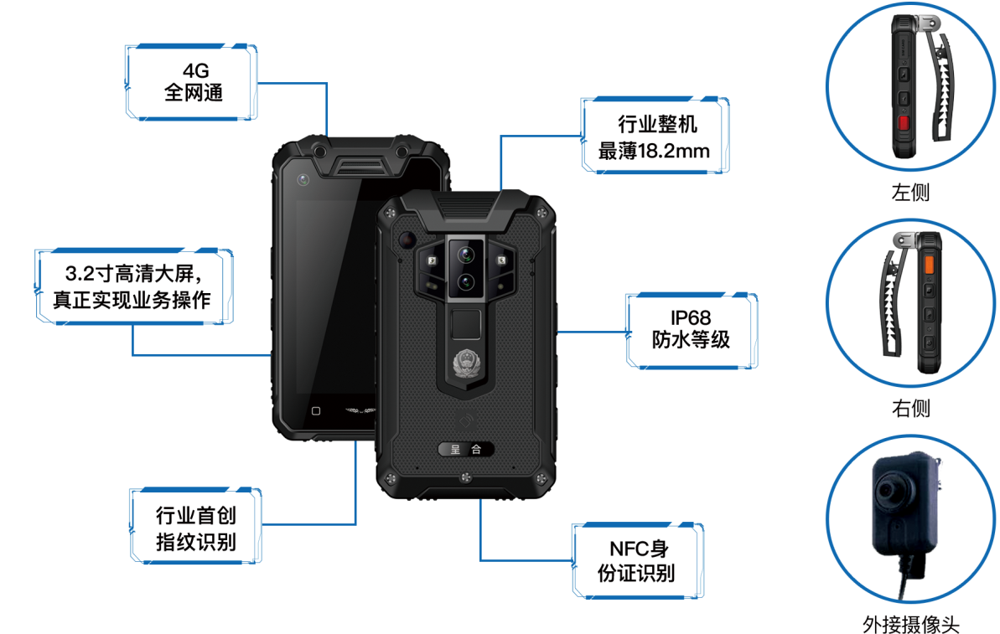 4G
全网通
行业整机
最薄18.2mm
左侧
3.2寸高清大屏，
真正实现业务操作
IP68
防水等级
右侧
呈 合
行业首创
指纹识别
NFC身
份证识别
外接摄像头